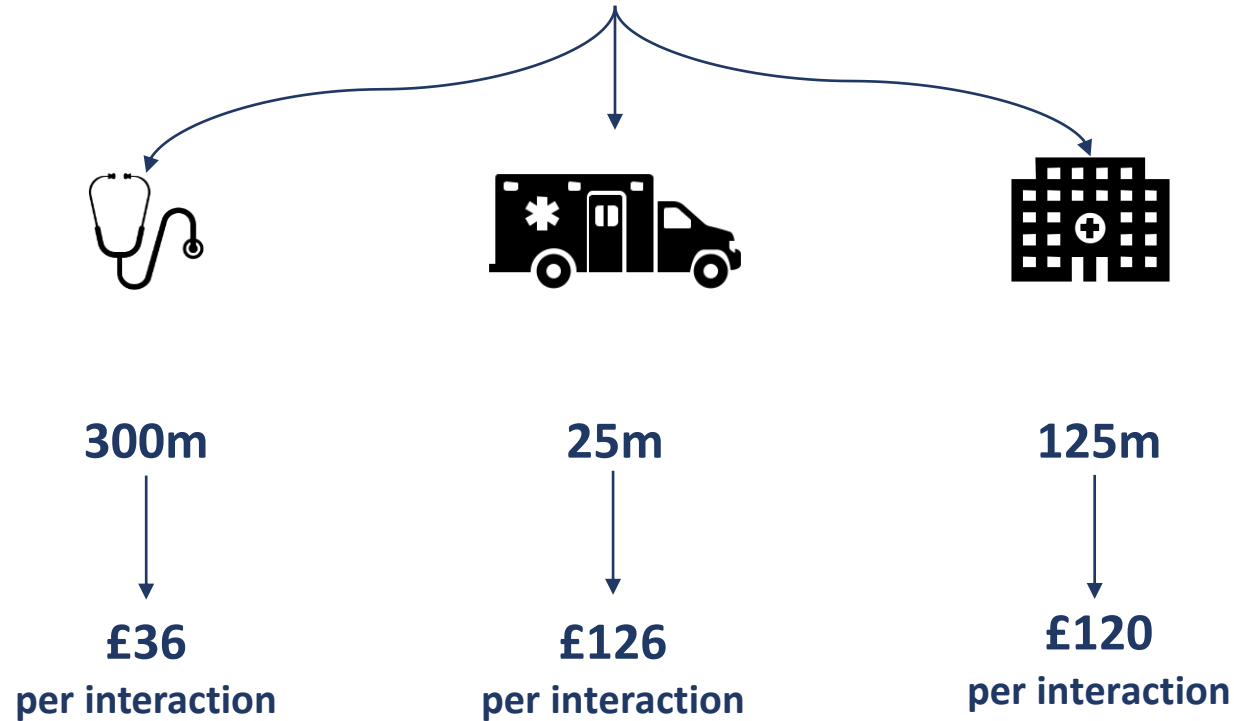 300m
25m
125m
£36
per interaction
£126
per interaction
£120
per interaction